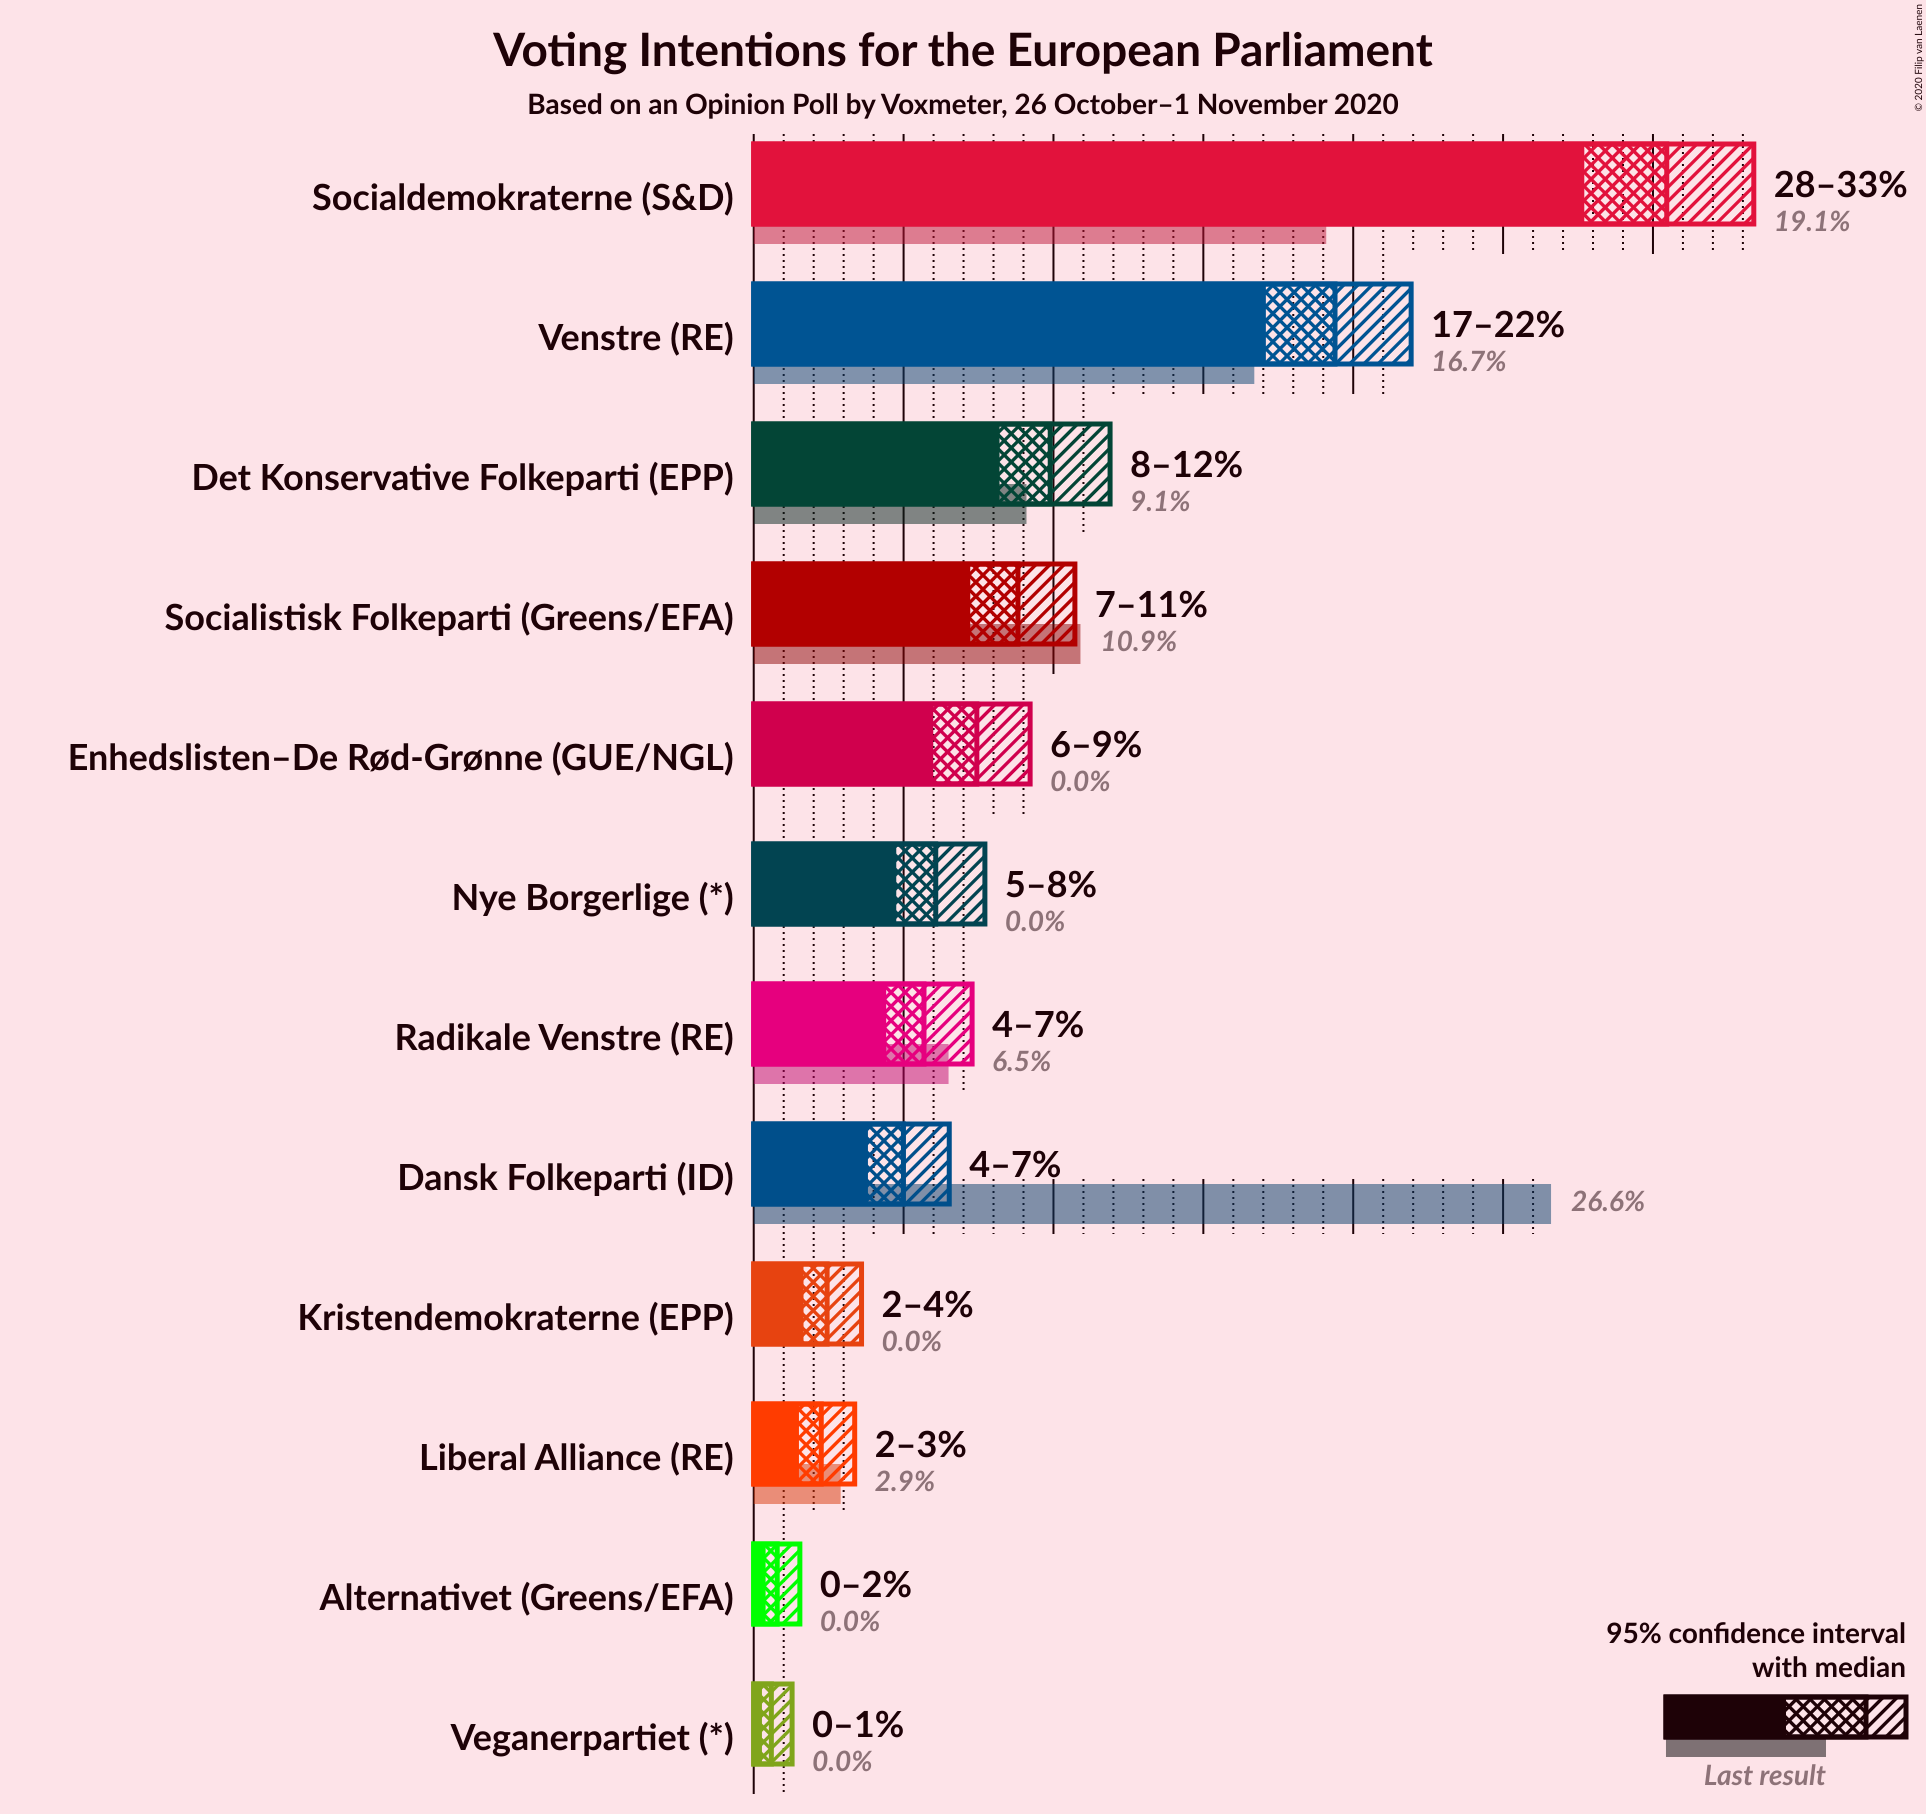 Voting Intentions for the European Parliament
Based on an Opinion Poll by Voxmeter, 26 October–1 November 2020
© 2020 Filip van Laenen
Socialdemokraterne (S&D)
28–33%
19.1%
Venstre (RE)
17–22%
16.7%
Det Konservative Folkeparti (EPP)
8–12%
9.1%
Socialistisk Folkeparti (Greens/EFA)
7–11%
10.9%
Enhedslisten–De Rød-Grønne (GUE/NGL)
6–9%
0.0%
Nye Borgerlige (*)
5–8%
0.0%
Radikale Venstre (RE)
4–7%
6.5%
Dansk Folkeparti (ID)
4–7%
26.6%
Kristendemokraterne (EPP)
2–4%
0.0%
Liberal Alliance (RE)
2–3%
2.9%
Alternativet (Greens/EFA)
0–2%
0.0%
Veganerpartiet (*)
0–1%
0.0%
95% confidence interval
with median
Last result